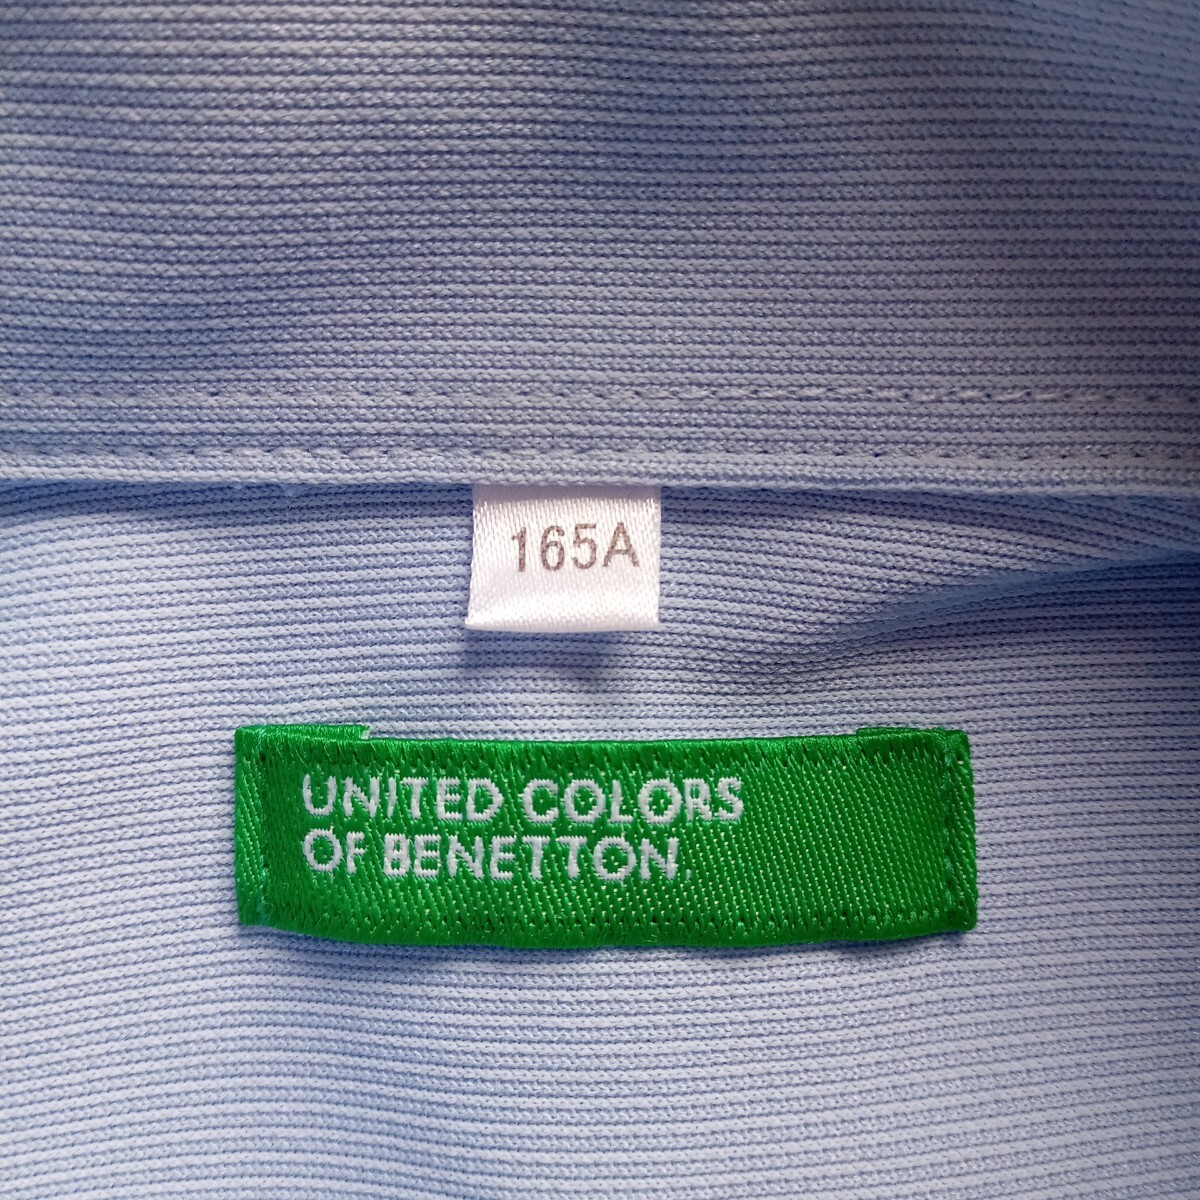 165A
UNITED COLORS
OF BENETTON.